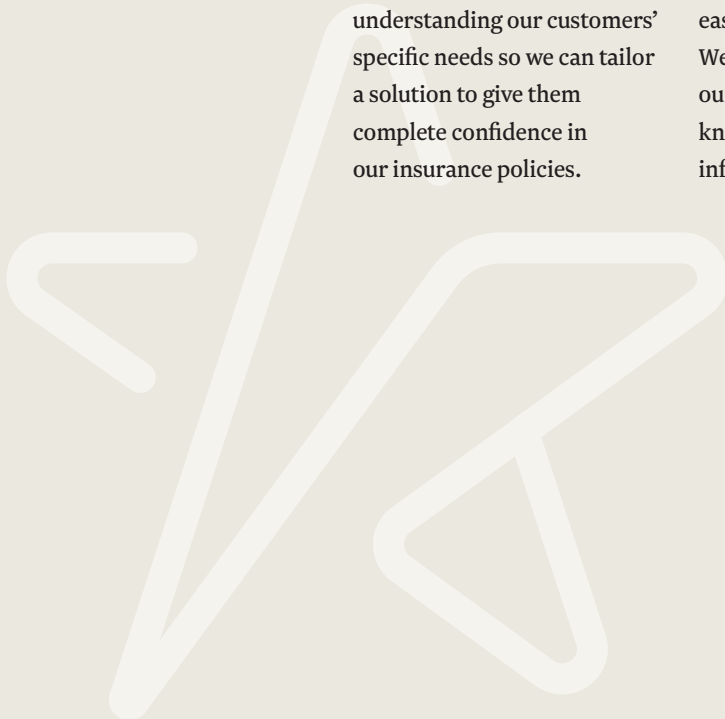 understanding our customers’
specific needs so we can tailor
a solution to give them
complete confidence in
our insurance policies.
We